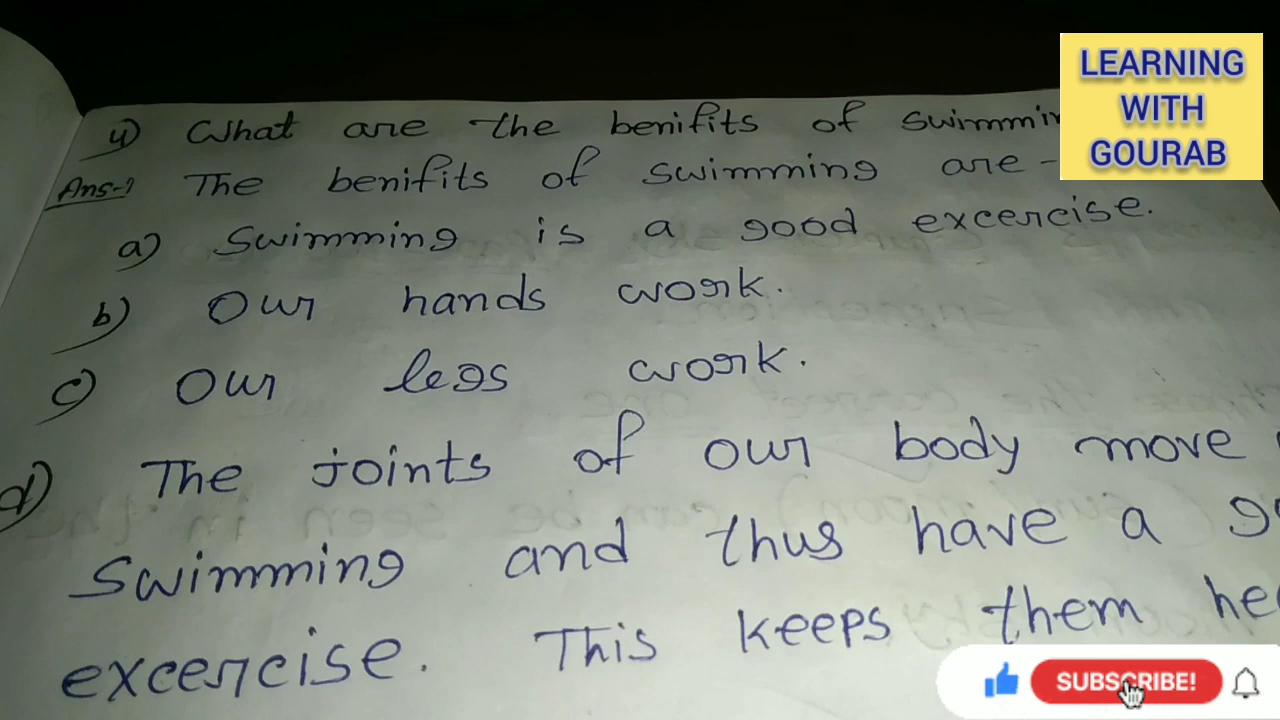 4) What are the benifits of
Ans-> The benifits of swimming are -
a) Swimming is a good excercise.
b) Our hands work.
c) Our legs work.
d) The joints of our body move
swimming and thus have a
excercise. This keeps them
LEARNING
WITH
GOURAB
SUBSCRIBE!